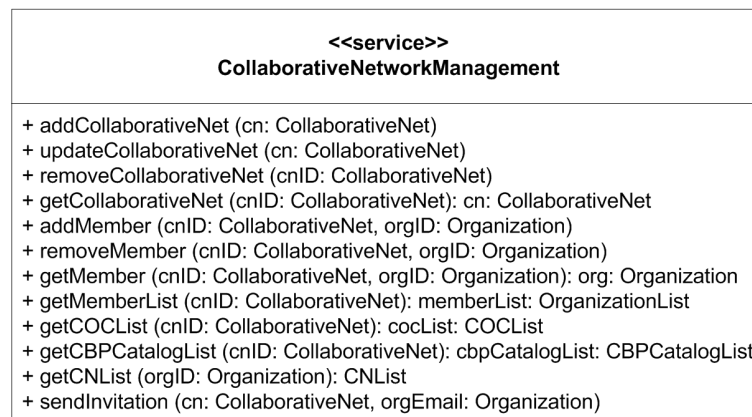 <<service>>
CollaborativeNetworkManagement
+ addCollaborativeNet (cn: CollaborativeNet)
+ updateCollaborativeNet (cn: CollaborativeNet)
+ removeCollaborativeNet (cnID: CollaborativeNet)
+ getCollaborativeNet (cnID: CollaborativeNet): cn: CollaborativeNet
+ addMember (cnID: CollaborativeNet, orgID: Organization)
+ removeMember (cnID: CollaborativeNet, orgID: Organization)
+ getMember (cnID: CollaborativeNet, orgID: Organization): org: Organization
+ getMemberList (cnID: CollaborativeNet): memberList: OrganizationList
+ getCOCList (cnID: CollaborativeNet): cocList: COCList
+ getCBPCatalogList (cnID: CollaborativeNet): cbpCatalogList: CBPCatalogList
+ getCNList (orgID: Organization): CNList
+ sendInvitation (cn: CollaborativeNet, orgEmail: Organization)